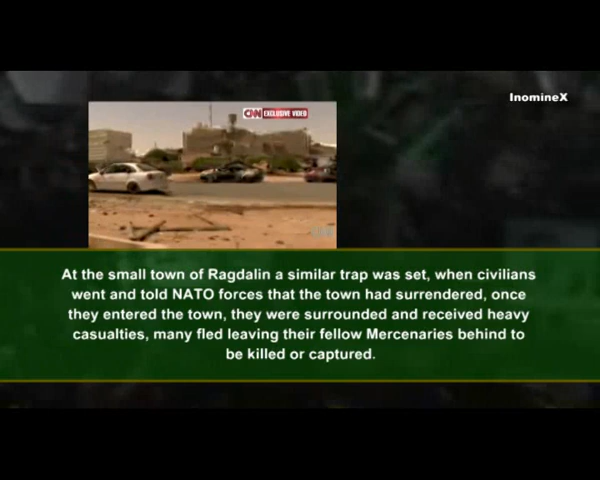 InomineX
CNN EXCLUSIVE VIDEO
At the small town of Ragdalin a similar trap was set, when civilians
went and told NATO forces that the town had surrendered, once
they entered the town, they were surrounded and received heavy
casualties, many fled leaving their fellow Mercenaries behind to
be killed or captured.